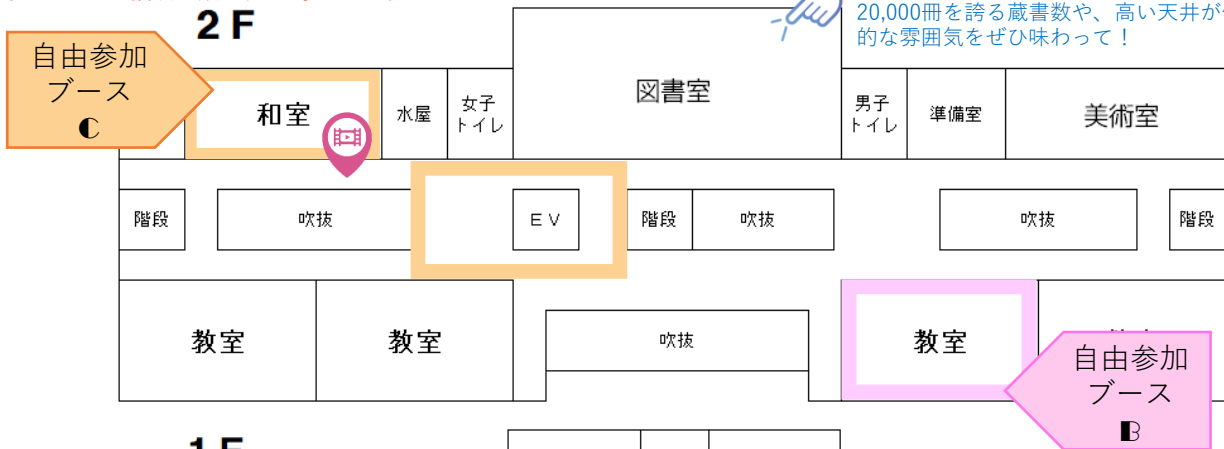 2F
20,000冊を誇る蔵書数や、高い天井が
的な雰囲気をぜひ味わって！
自由参加
ブース
C
和室
水屋
女子
トイレ
図書室
男子
トイレ
準備室
美術室
階段
吹抜
EV
階段
吹抜
吹抜
階段
教室
教室
吹抜
教室
自由参加
ブース
B
1F